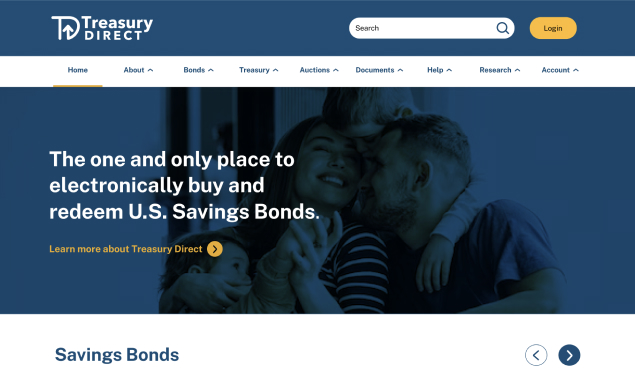 Treasury
DIRECT
Search
Login
Home About Bonds Treasury Auctions Documents Help Research Account
The one and only place to
electronically buy and
redeem U.S. Savings Bonds.
Learn more about Treasury Direct
Savings Bonds